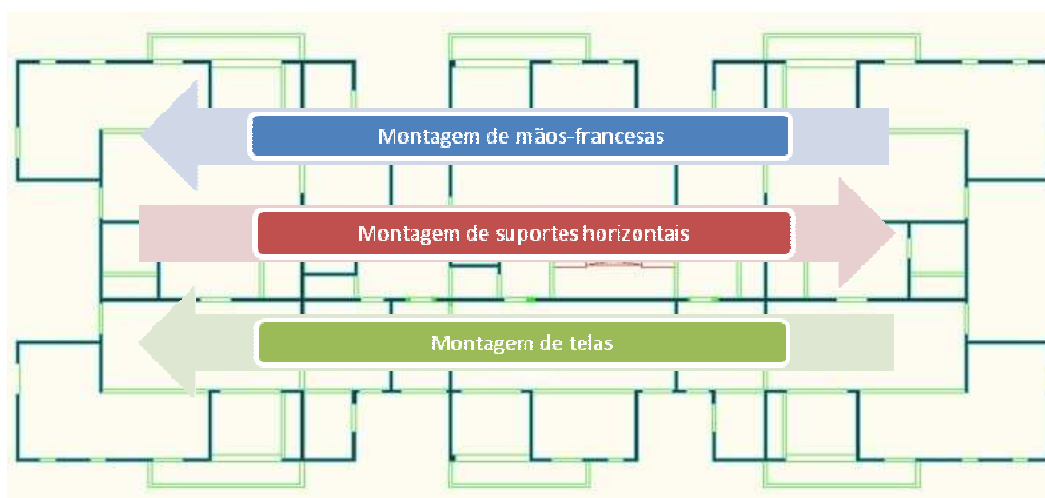 Montagem de mãos-francesas
Montagem de suportes horizontais
Montagem de telas